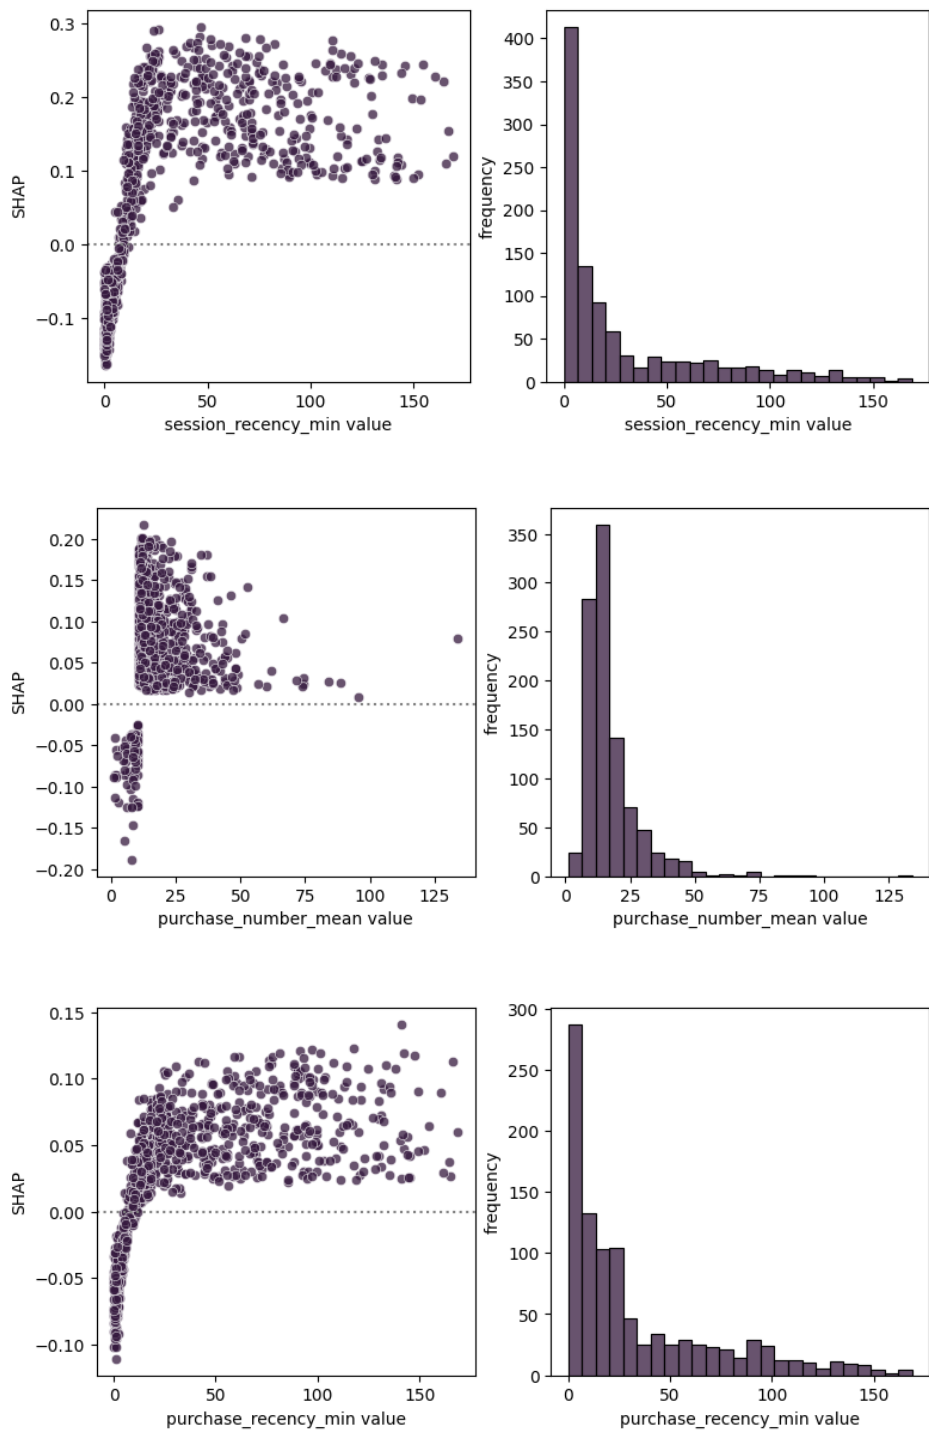 0.3
0.2
0.1
0.0
−0.1
SHAP
0 50 100 150
session_recency_min value
400
350
300
250
200
150
100
50
0
frequency
0 50 100 150
session_recency_min value
0.20
0.15
0.10
0.05
0.00
−0.05
−0.10
−0.15
−0.20
SHAP
0 25 50 75 100 125
purchase_number_mean value
350
300
250
200
150
100
50
0
frequency
0 25 50 75 100 125
purchase_number_mean value
0.15
0.10
0.05
0.00
−0.05
−0.10
SHAP
0 50 100 150
purchase_recency_min value
300
250
200
150
100
50
0
frequency
0 50 100 150
purchase_recency_min value